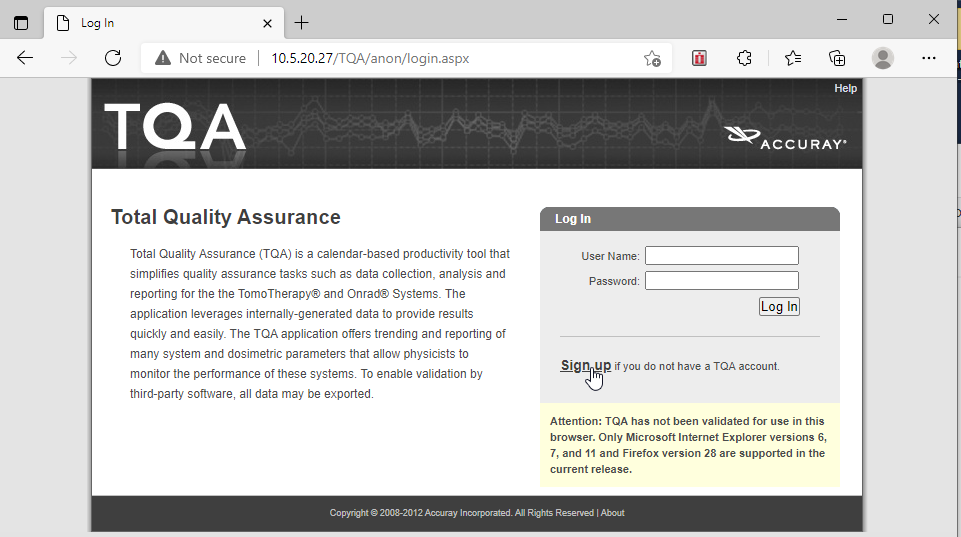 Log In
Not secure
10.5.20.27/TQA/anon/login.aspx
Help
TQA
ACCURAY®
Total Quality Assurance
Total Quality Assurance (TQA) is a calendar-based productivity tool that
simplifies quality assurance tasks such as data collection, analysis and
reporting for the the TomoTherapy® and Onrad® Systems. The
application leverages internally-generated data to provide results
quickly and easily. The TQA application offers trending and reporting of
many system and dosimetric parameters that allow physicists to
monitor the performance of these systems. To enable validation by
third-party software, all data may be exported.
Log In
User Name:
Password:
Log In
Sign up if you do not have a TQA account.
Attention: TQA has not been validated for use in this
browser. Only Microsoft Internet Explorer versions 6,
7, and 11 and Firefox version 28 are supported in the
current release.
Copyright © 2008-2012 Accuray Incorporated. All Rights Reserved | About